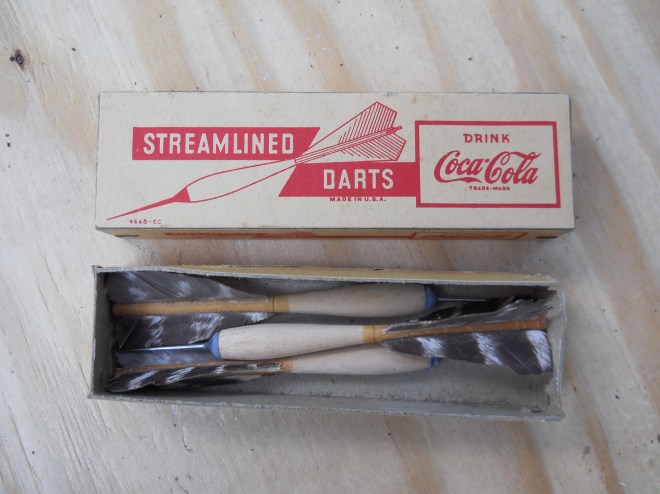 STREAMLINED
DARTS
MADE IN U.S.A.
4668-CC
DRINK
Coca-Cola
TRADE-MARK